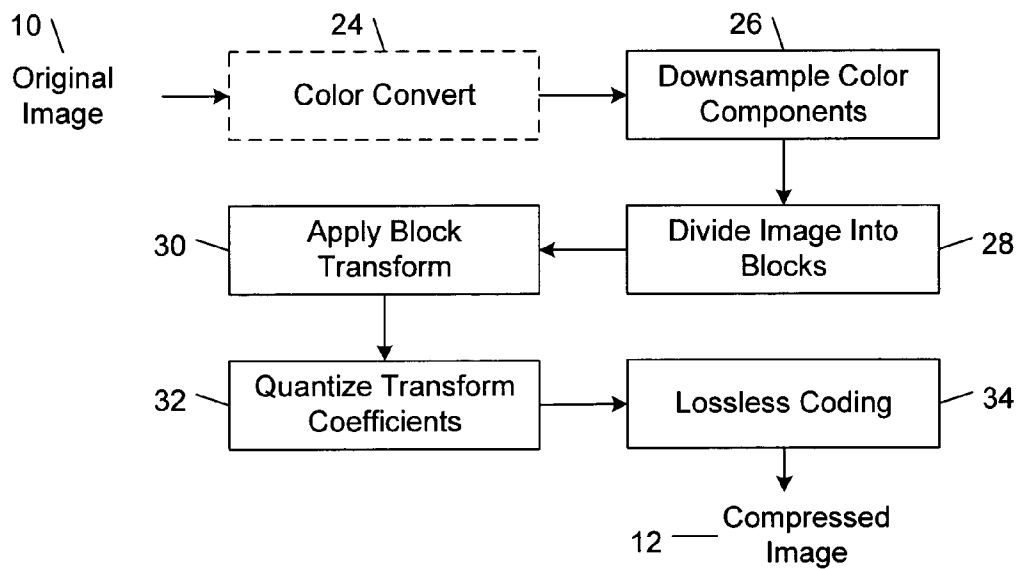 10
24
26
Original
Image
Color Convert
Downsample Color
Components
30
Apply Block
Transform
Divide Image Into
Blocks
28
32
Quantize Transform
Coefficients
Lossless Coding
34
12
Compressed
Image